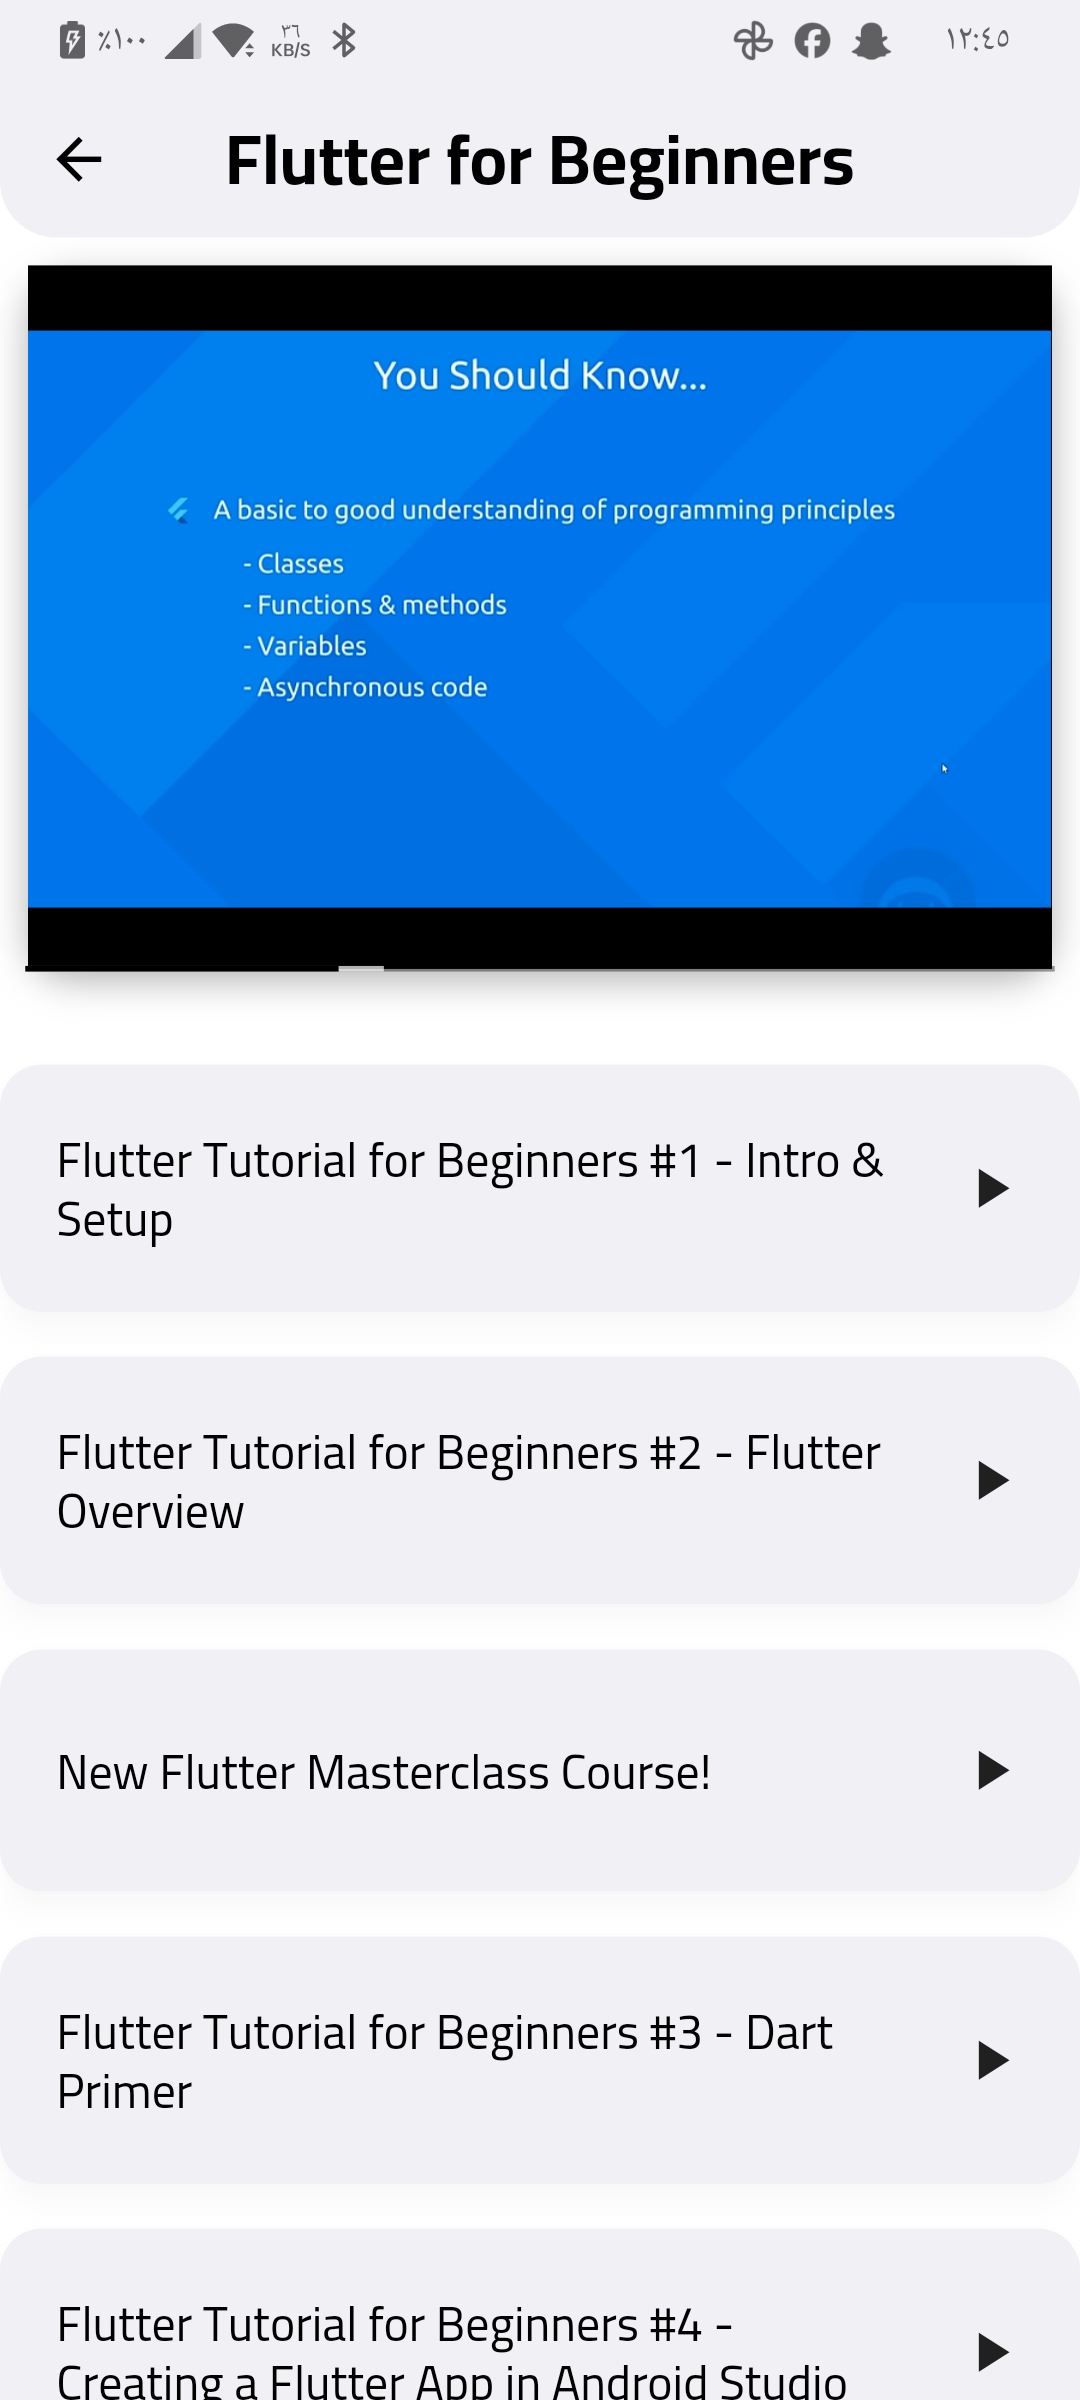 ٪١٠٠ ٣٦ KB/S ١٢:٤٥
Flutter for Beginners
You Should Know...
A basic to good understanding of programming principles
- Classes
- Functions & methods
- Variables
- Asynchronous code
Flutter Tutorial for Beginners #1 - Intro &
Setup
Flutter Tutorial for Beginners #2 - Flutter
Overview
New Flutter Masterclass Course!
Flutter Tutorial for Beginners #3 - Dart
Primer
Flutter Tutorial for Beginners #4 -
Creating a Flutter App in Android Studio